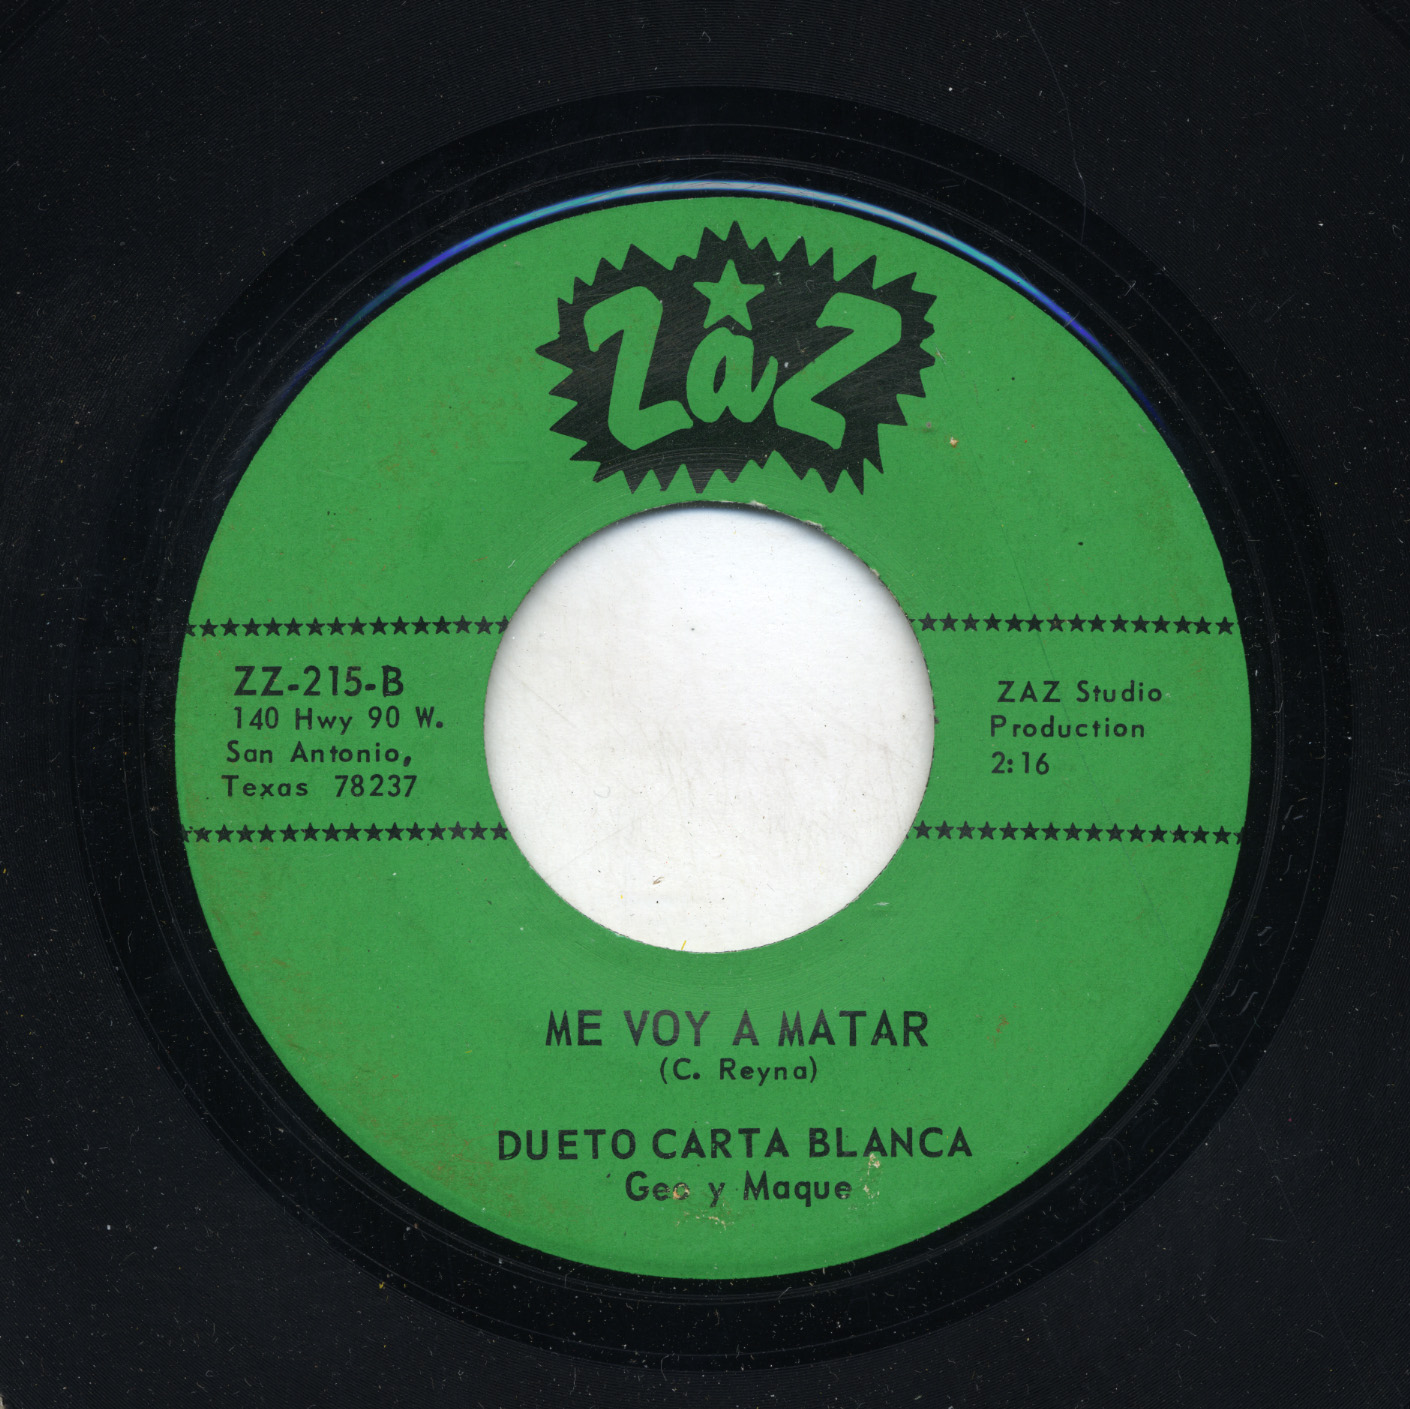 ZaZ
ZZ-215-B
140 Hwy 90 W.
San Antonio,
Texas 78237
ZAZ Studio
Production
2:16
ME VOY A MATAR
(C. Reyna)
DUETO CARTA BLANCA
Geo y Maque